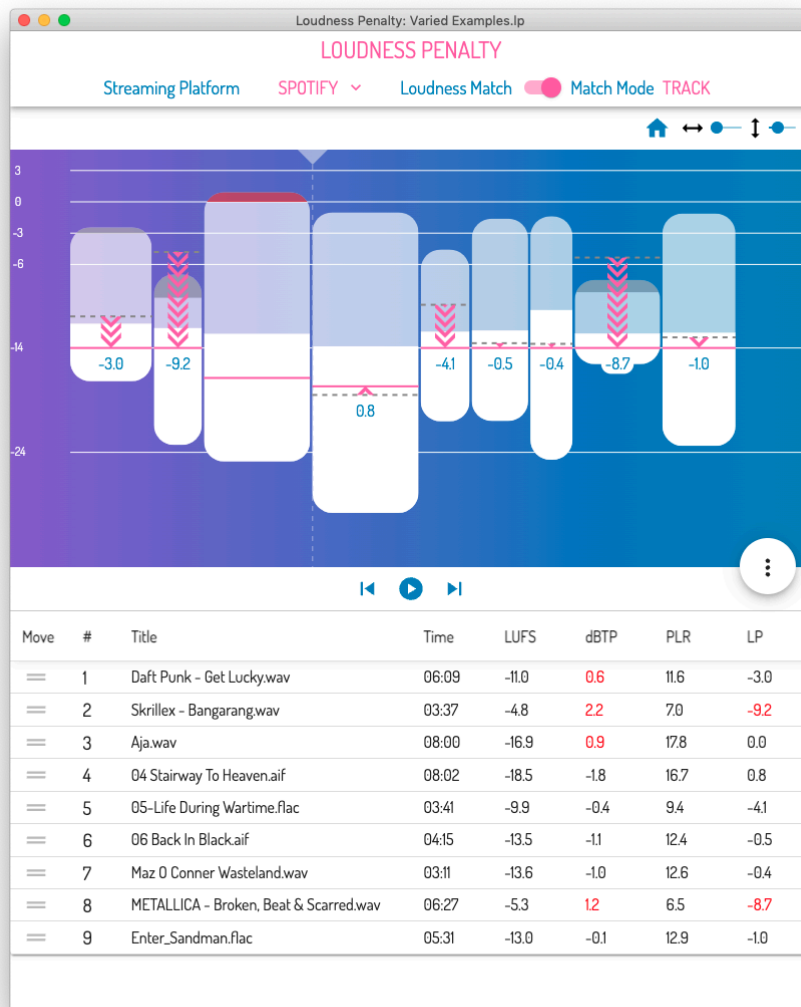 Loudness Penalty: Varied Examples.lp
LOUDNESS PENALTY
Streaming Platform SPOTIFY Loudness Match Match Mode TRACK
3
0
-3
-6
-14
-24
-3.0 -9.2 0.8 -4.1 -0.5 -0.4 -8.7 -1.0
Move # Title Time LUFS dBTP PLR LP
1 Daft Punk - Get Lucky.wav 06:09 -11.0 0.6 11.6 -3.0
2 Skrillex - Bangarang.wav 03:37 -4.8 2.2 7.0 -9.2
3 Aja.wav 08:00 -16.9 0.9 17.8 0.0
4 04 Stairway To Heaven.aif 08:02 -18.5 -1.8 16.7 0.8
5 05-Life During Wartime.flac 03:41 -9.9 -0.4 9.4 -4.1
6 06 Back In Black.aif 04:15 -13.5 -1.1 12.4 -0.5
7 Maz O Conner Wasteland.wav 03:11 -13.6 -1.0 12.6 -0.4
8 METALLICA - Broken, Beat & Scarred.wav 06:27 -5.3 1.2 6.5 -8.7
9 Enter_Sandman.flac 05:31 -13.0 -0.1 12.9 -1.0